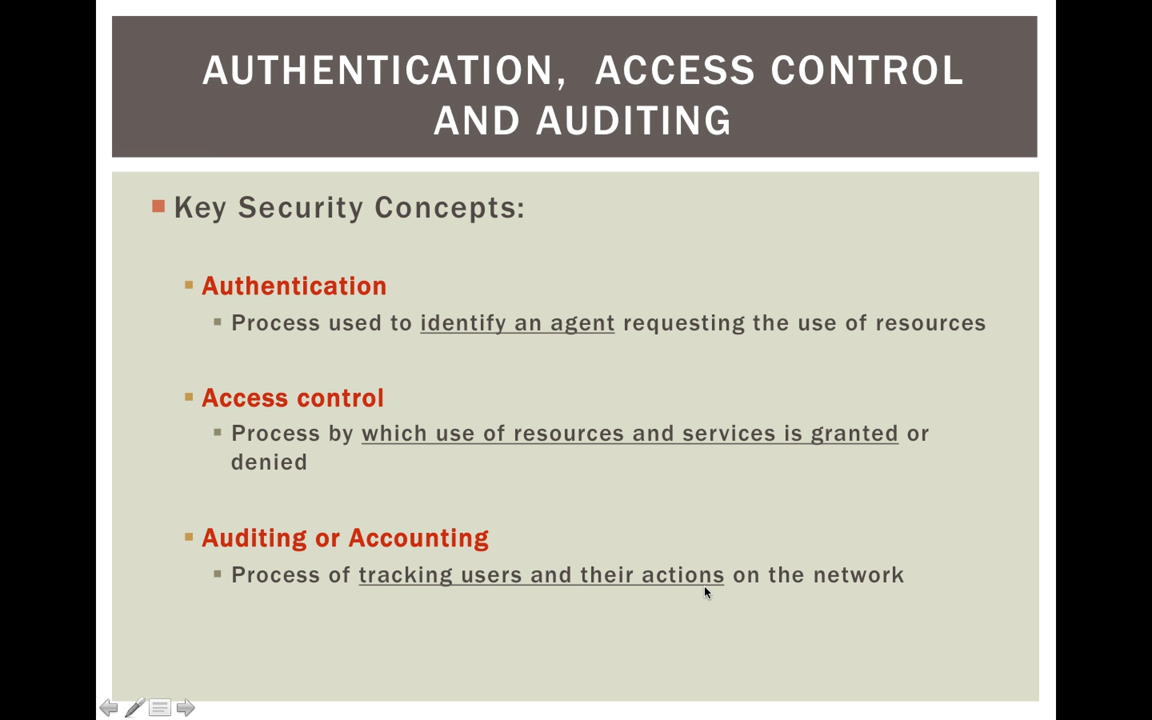 AUTHENTICATION, ACCESS CONTROL
AND AUDITING
Key Security Concepts:
Authentication
Process used to identify an agent requesting the use of resources
Access control
Process by which use of resources and services is granted or
denied
Auditing or Accounting
Process of tracking users and their actions on the network